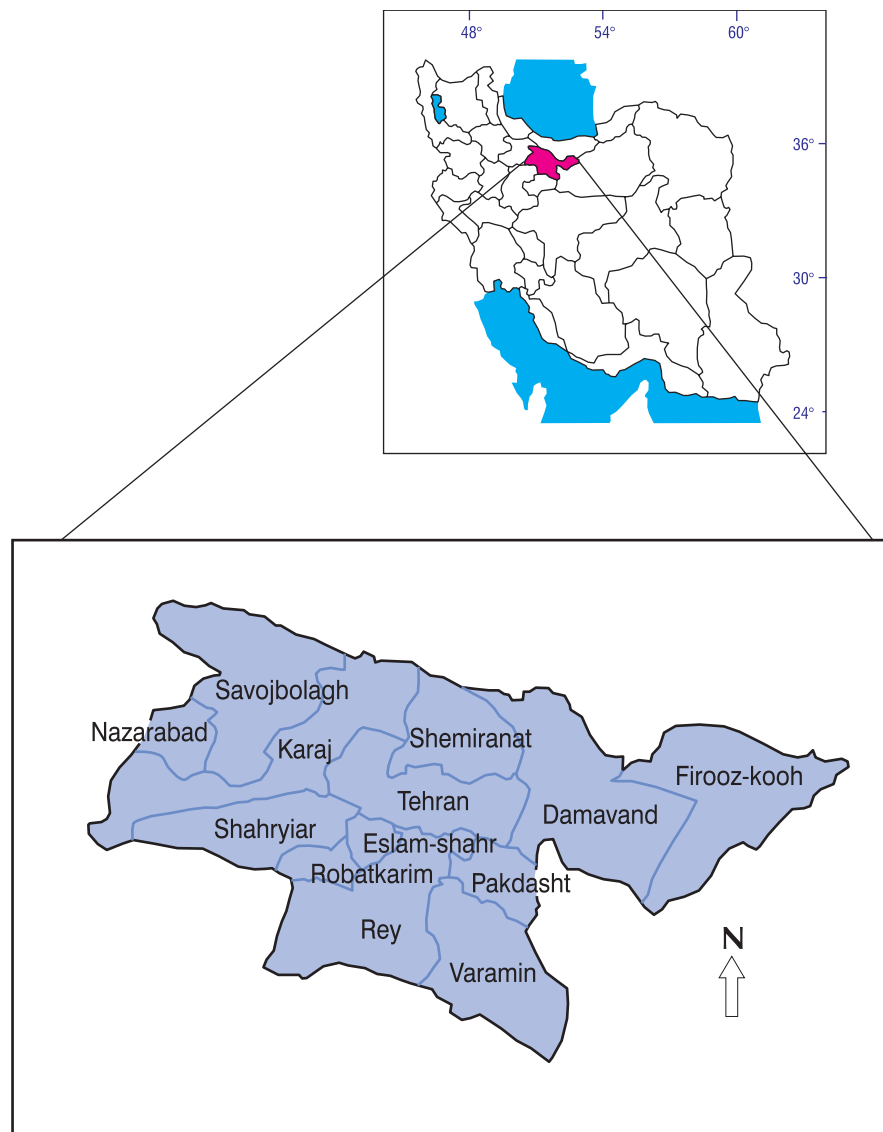 48°
54°
60°
36°
30°
24°
Savojbolagh
Nazarabad
Karaj
Shemiranat
Firooz-kooh
Tehran
Damavand
Shahryiar
Eslam-shahr
Robatkarim
Pakdasht
Rey
N
Varamin